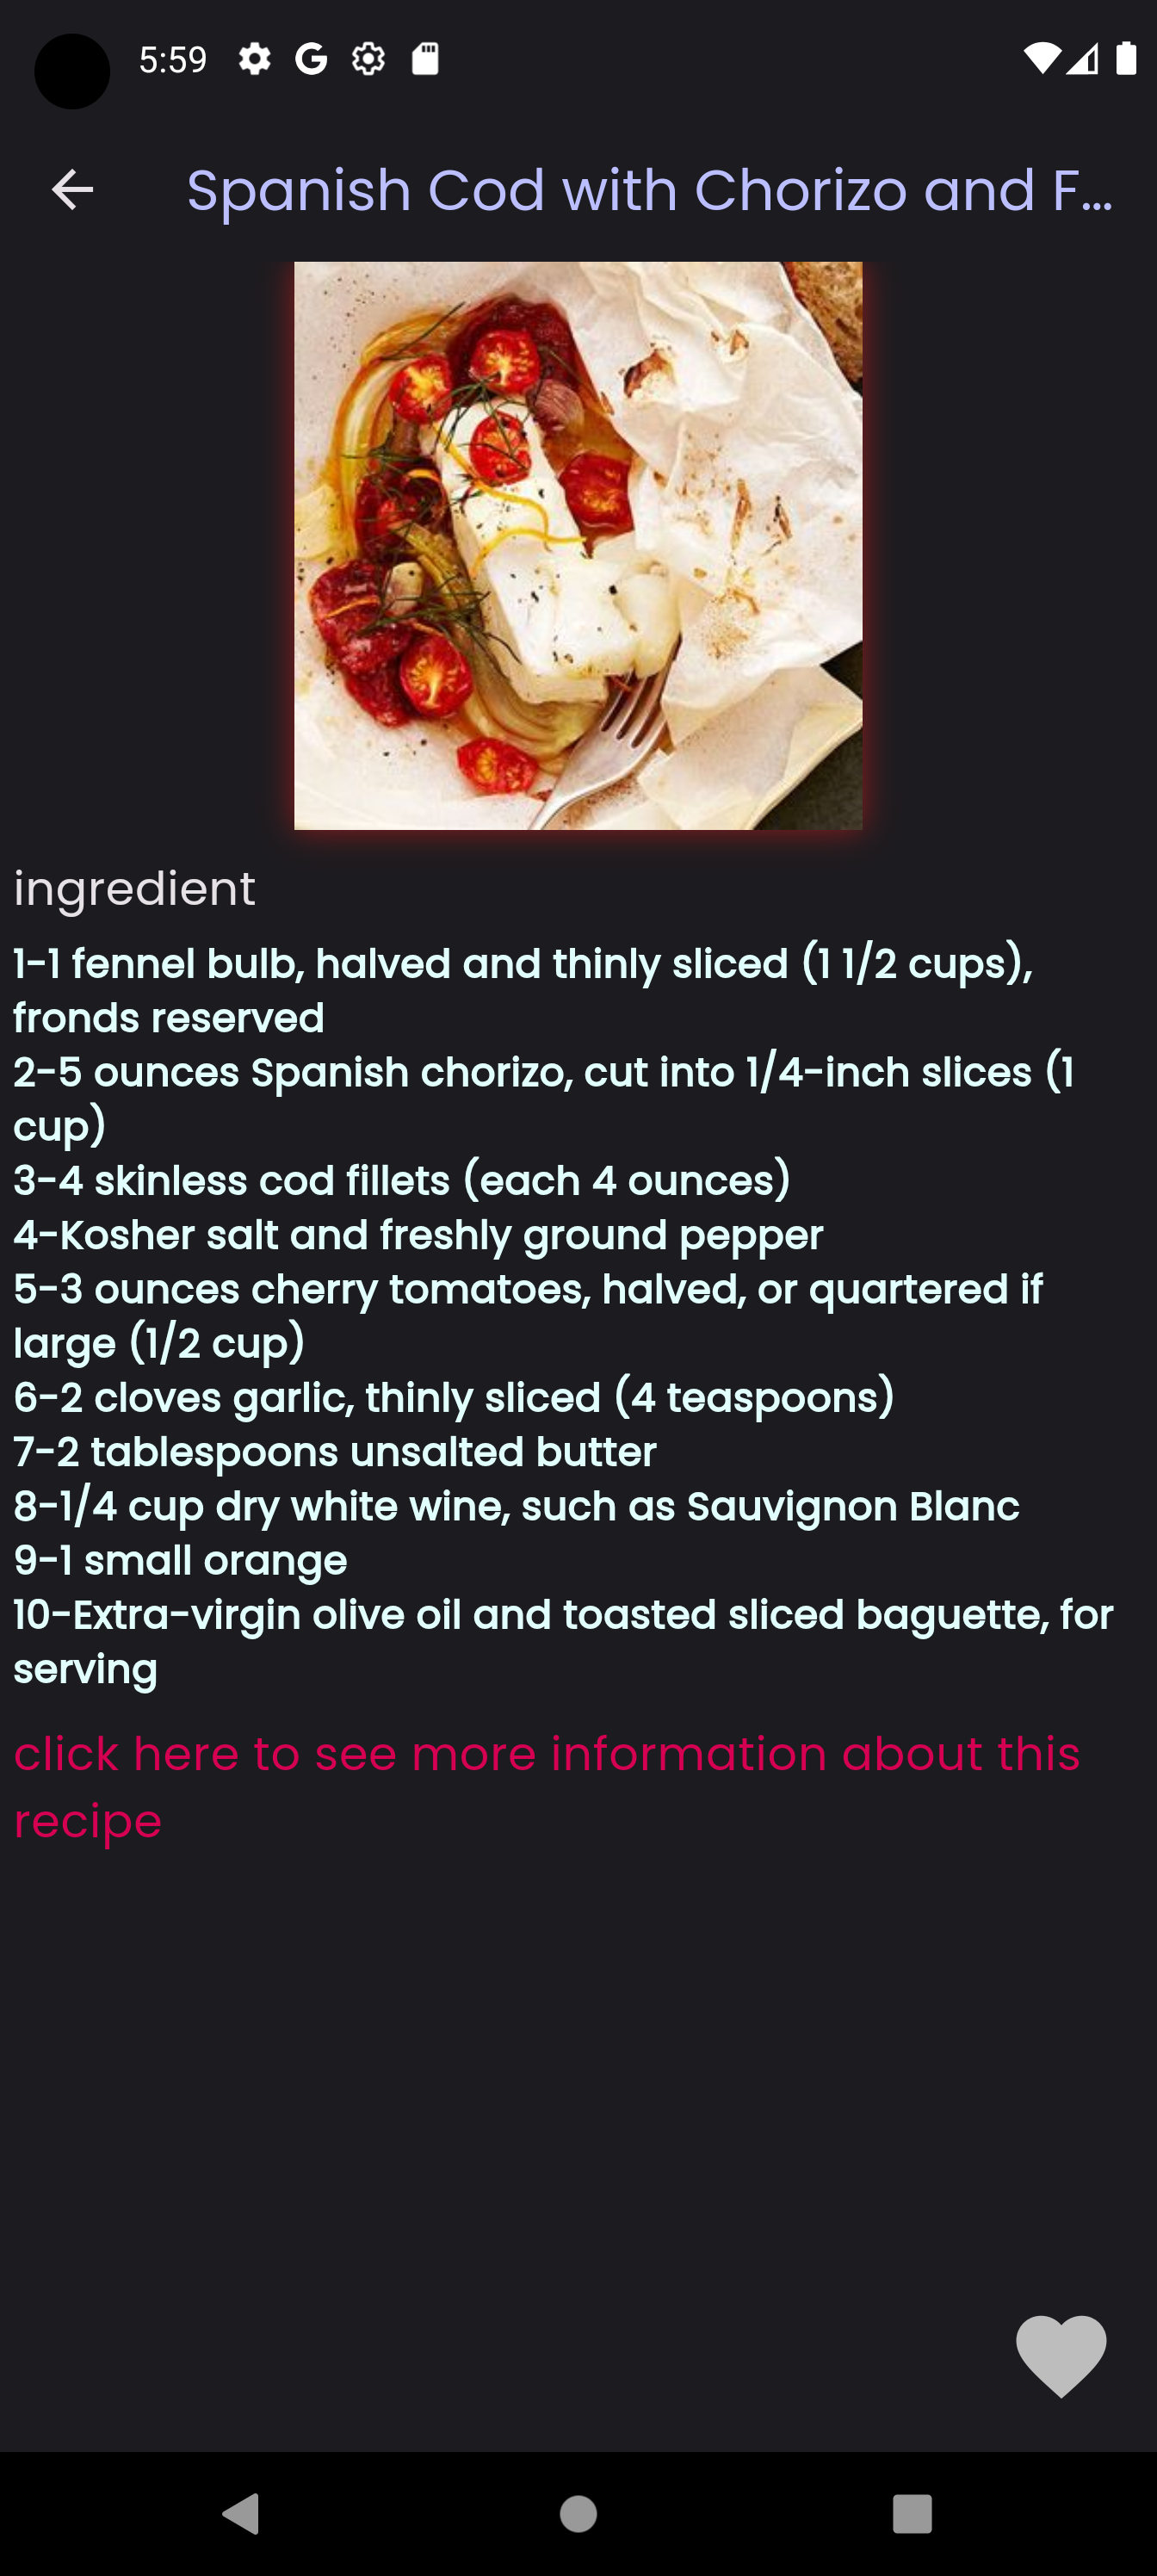 5:59
Spanish Cod with Chorizo and F...
ingredient
1-1 fennel bulb, halved and thinly sliced (1 1/2 cups),
fronds reserved
2-5 ounces Spanish chorizo, cut into 1/4-inch slices (1
cup)
3-4 skinless cod fillets (each 4 ounces)
4-Kosher salt and freshly ground pepper
5-3 ounces cherry tomatoes, halved, or quartered if
large (1/2 cup)
6-2 cloves garlic, thinly sliced (4 teaspoons)
7-2 tablespoons unsalted butter
8-1/4 cup dry white wine, such as Sauvignon Blanc
9-1 small orange
10-Extra-virgin olive oil and toasted sliced baguette, for
serving
click here to see more information about this
recipe